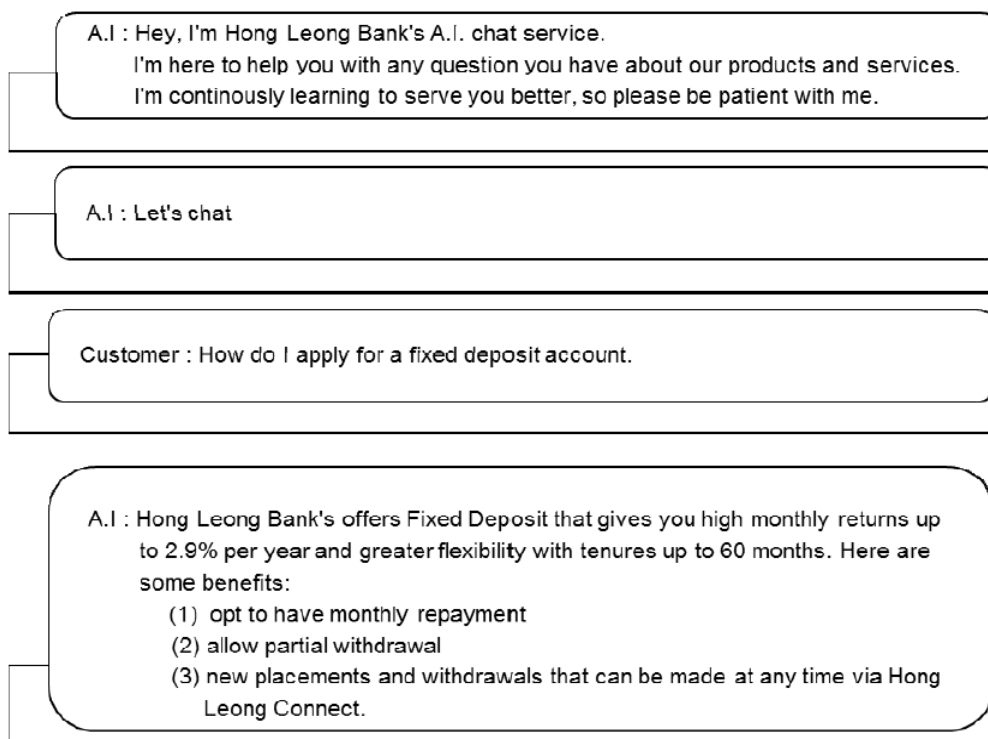 A.I : Hey, I'm Hong Leong Bank's A.I. chat service.
I'm here to help you with any question you have about our products and services.
I'm continously learning to serve you better, so please be patient with me.
A.I : Let's chat
Customer : How do I apply for a fixed deposit account.
A.I : Hong Leong Bank's offers Fixed Deposit that gives you high monthly returns up
to 2.9% per year and greater flexibility with tenures up to 60 months. Here are
some benefits:
(1) opt to have monthly repayment
(2) allow partial withdrawal
(3) new placements and withdrawals that can be made at any time via Hong
Leong Connect.